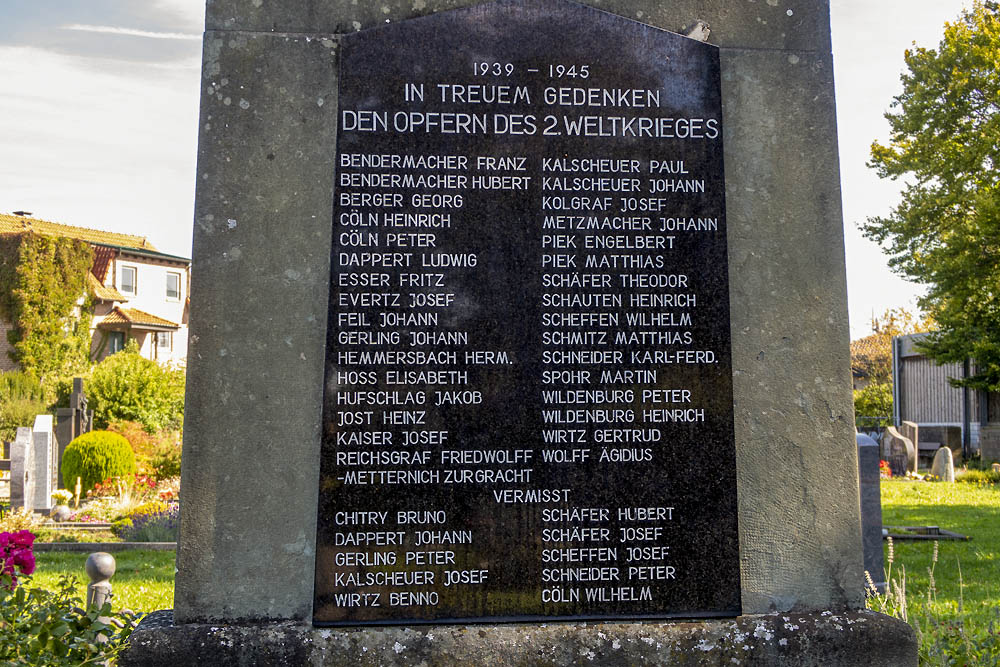 1939 - 1945
IN TREUEM GEDENKEN
DEN OPFERN DES 2. WELTKRIEGES
BENDERMACHER FRANZ
BENDERMACHER HUBERT
BERGER GEORG
CÖLN HEINRICH
CÖLN PETER
DAPPERT LUDWIG
ESSER FRITZ
EVERTZ JOSEF
FEIL JOHANN
GERLING JOHANN
HEMMERSBACH HERM.
HOSS ELISABETH
HUFSCHLAG JAKOB
JOST HEINZ
KAISER JOSEF
REICHSGRAF FRIEDWOLFF
-METTERNICH ZUR GRACHT
KALSCHEUER PAUL
KALSCHEUER JOHANN
KOLGRAF JOSEF
METZMACHER JOHANN
PIEK ENGELBERT
PIEK MATTHIAS
SCHÄFER THEODOR
SCHAUTEN HEINRICH
SCHEFFEN WILHELM
SCHMITZ MATTHIAS
SCHNEIDER KARL-FERD.
SPOHR MARTIN
WILDENBURG PETER
WILDENBURG HEINRICH
WIRTZ GERTRUD
WOLFF ÄGIDIUS
VERMISST
CHITRY BRUNO
DAPPERT JOHANN
GERLING PETER
KALSCHEUER JOSEF
WIRTZ BENNO
SCHÄFER HUBERT
SCHÄFER JOSEF
SCHEFFEN JOSEF
SCHNEIDER PETER
CÖLN WILHELM